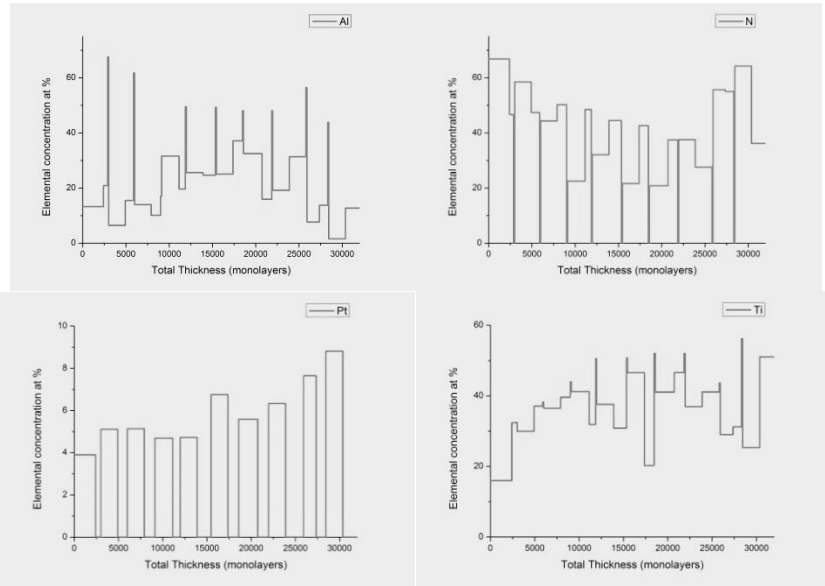 Al
Elemental concentration at %
60
40
20
0
0 5000 10000 15000 20000 25000 30000
Total Thickness (monolayers)
N
Elemental concentration at %
60
40
20
0
0 5000 10000 15000 20000 25000 30000
Total Thickness (monolayers)
Pt
Elemental concentration at %
10
8
6
4
2
0
0 5000 10000 15000 20000 25000 30000
Total Thickness (monolayers)
Ti
Elemental concentration at %
60
40
20
0
0 5000 10000 15000 20000 25000 30000
Total Thickness (monolayers)